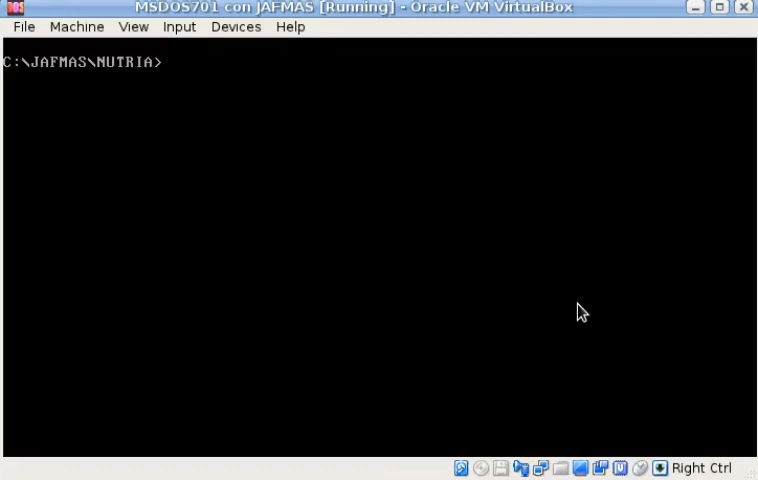 MSDOS701 con JAFMAS [Running] - Oracle VM VirtualBox
File Machine View Input Devices Help
C:\JAFMAS\NUTRIA>
Right Ctrl